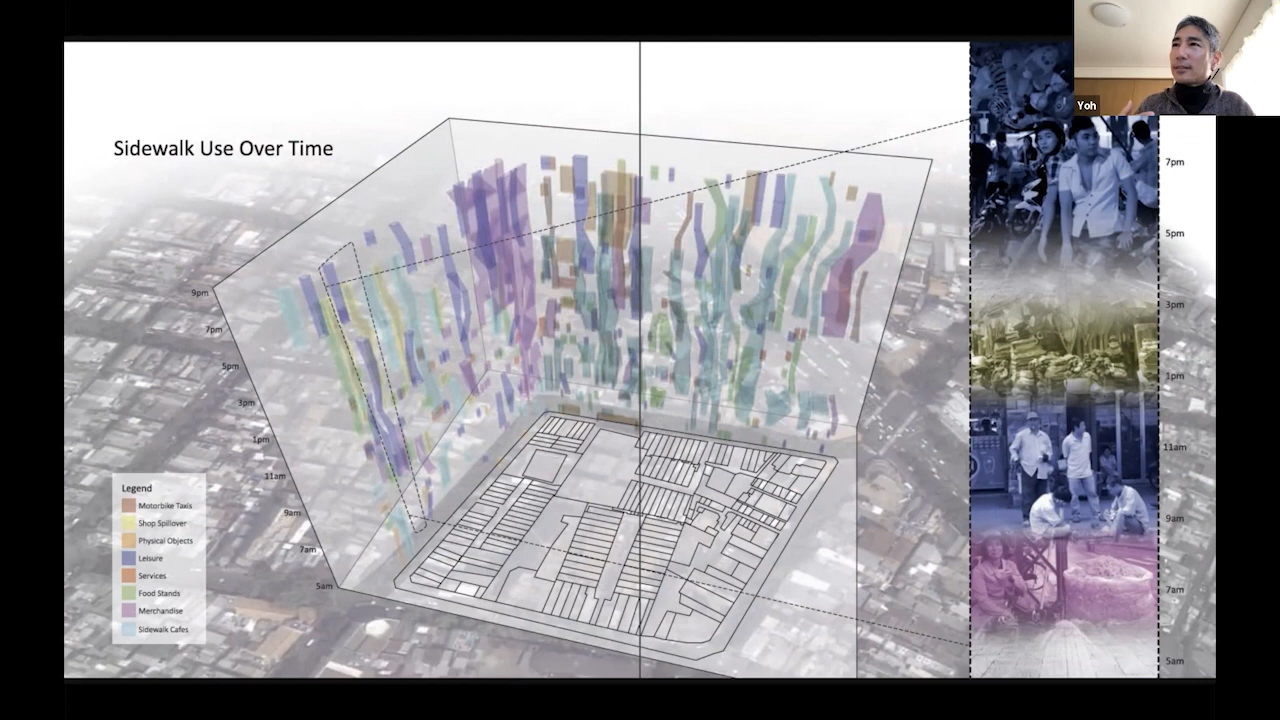 Yoh
Sidewalk Use Over Time
9pm
7pm
5pm
3pm
1pm
11am
9am
7am
5am
Legend
Motorbike Taxis
Shop Spillover
Physical Objects
Leisure
Services
Food Stands
Merchandise
Sidewalk Cafes
7pm
5pm
3pm
1pm
11am
9am
7am
5am